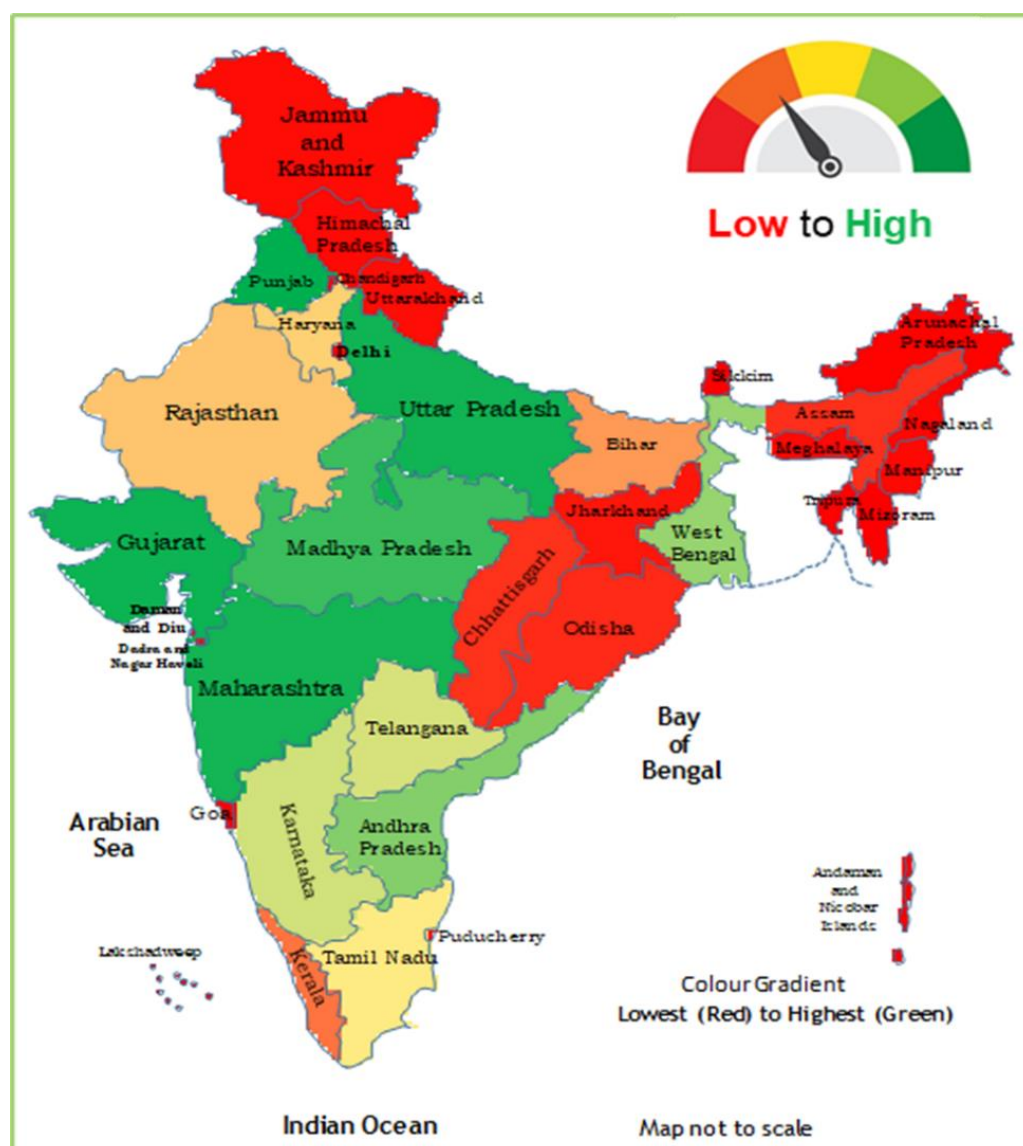 Jammu
and
Kashmir
Low to High
Himachal
Pradesh
Punjab
Chandigarh
Uttarakhand
Haryana
Delhi
Arunachal
Pradesh
Sikkim
Rajasthan
Uttar Pradesh
Assam
Nagaland
Bihar
Meghalaya
Manipur
Tripura
Mizoram
Jharkhand
West
Bengal
Gujarat
Madhya Pradesh
Chhattisgarh
Odisha
Daman
and Diu
Dadra and
Nagar Haveli
Maharashtra
Telangana
Bay
of
Bengal
Goa
Arabian
Sea
Karnataka
Andhra
Pradesh
Andaman
and
Nicobar
Islands
Puducherry
Lakshadweep
Kerala
Tamil Nadu
Colour Gradient
Lowest (Red) to Highest (Green)
Indian Ocean
Map not to scale